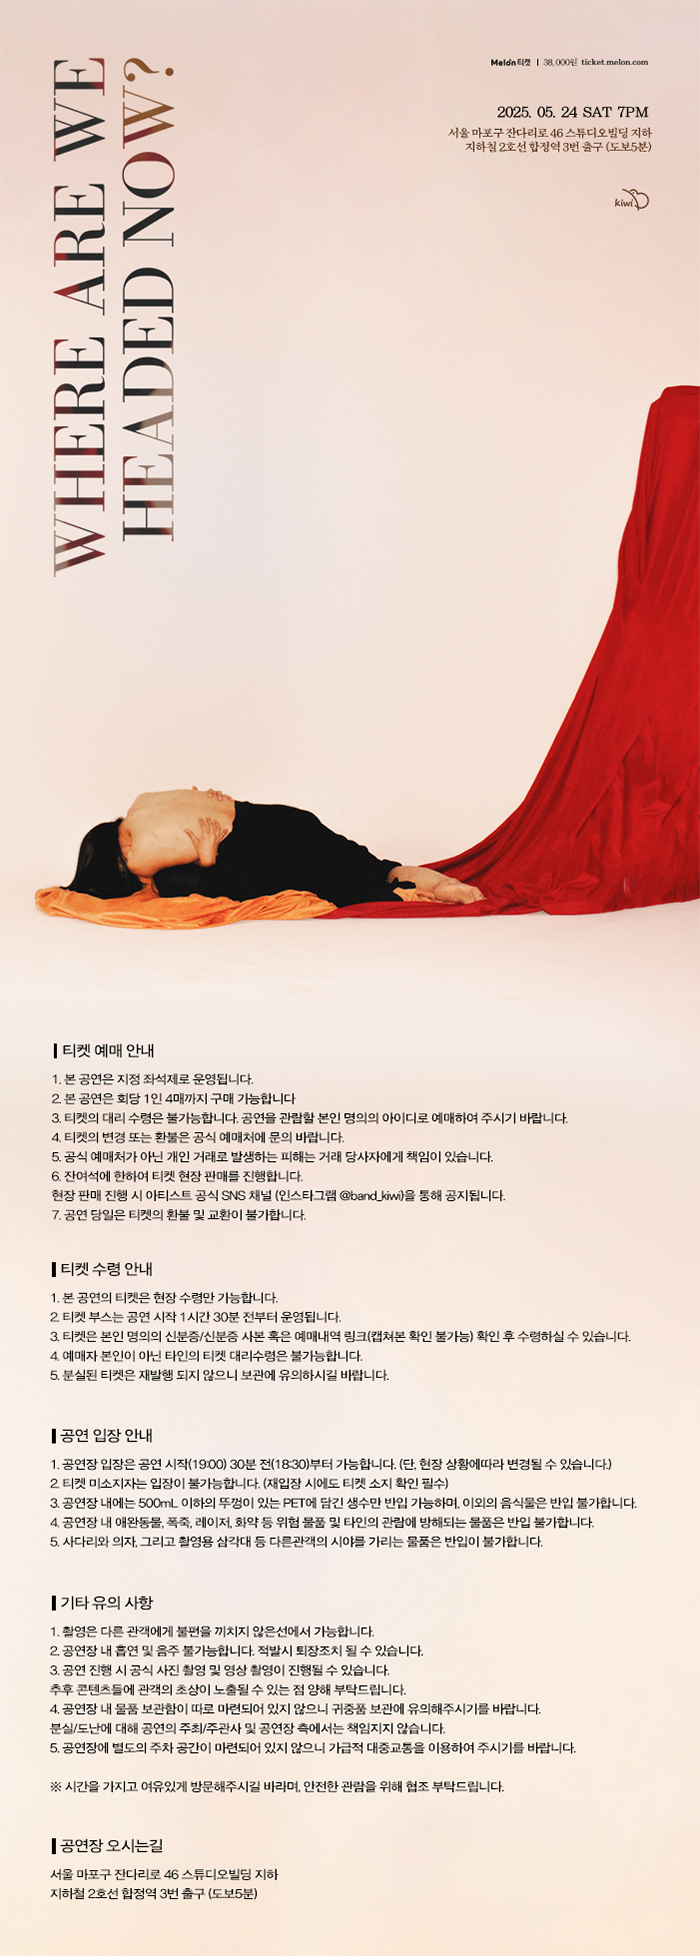 WHERE ARE WE
HEADED NOW?
Melon티켓 | 38,000원 ticket.melon.com
2025. 05. 24 SAT 7PM
서울 마포구 잔다리로 46 스튜디오빌딩 지하
지하철 2호선 합정역 3번 출구 (도보5분)
kiwi
티켓 예매 안내
1. 본 공연은 지정 좌석제로 운영됩니다.
2. 본 공연은 회당 1인 4매까지 구매 가능합니다
3. 티켓의 대리 수령은 불가능합니다. 공연을 관람할 본인 명의의 아이디로 예매하여 주시기 바랍니다.
4. 티켓의 변경 또는 환불은 공식 예매처에 문의 바랍니다.
5. 공식 예매처가 아닌 개인 거래로 발생하는 피해는 거래 당사자에게 책임이 있습니다.
6. 잔여석에 한하여 티켓 현장 판매를 진행합니다.
현장 판매 진행 시 아티스트 공식 SNS 채널 (인스타그램 @band_kiwi)을 통해 공지됩니다.
7. 공연 당일은 티켓의 환불 및 교환이 불가합니다.
티켓 수령 안내
1. 본 공연의 티켓은 현장 수령만 가능합니다.
2. 티켓 부스는 공연 시작 1시간 30분 전부터 운영됩니다.
3. 티켓은 본인 명의의 신분증/신분증 사본 혹은 예매내역 링크(캡쳐본 확인 불가능) 확인 후 수령하실 수 있습니다.
4. 예매자 본인이 아닌 타인의 티켓 대리수령은 불가능합니다.
5. 분실된 티켓은 재발행 되지 않으니 보관에 유의하시길 바랍니다.
공연 입장 안내
1. 공연장 입장은 공연 시작(19:00) 30분 전(18:30)부터 가능합니다. (단, 현장 상황에따라 변경될 수 있습니다.)
2. 티켓 미소지자는 입장이 불가능합니다. (재입장 시에도 티켓 소지 확인 필수)
3. 공연장 내에는 500mL 이하의 뚜껑이 있는 PET에 담긴 생수만 반입 가능하며, 이외의 음식물은 반입 불가합니다.
4. 공연장 내 애완동물, 폭죽, 레이저, 화약 등 위험 물품 및 타인의 관람에 방해되는 물품은 반입 불가합니다.
5. 사다리와 의자, 그리고 촬영용 삼각대 등 다른관객의 시야를 가리는 물품은 반입이 불가합니다.
기타 유의 사항
1. 촬영은 다른 관객에게 불편을 끼치지 않은선에서 가능합니다.
2. 공연장 내 흡연 및 음주 불가능합니다. 적발시 퇴장조치 될 수 있습니다.
3. 공연 진행 시 공식 사진 촬영 및 영상 촬영이 진행될 수 있습니다.
추후 콘텐츠들에 관객의 초상이 노출될 수 있는 점 양해 부탁드립니다.
4. 공연장 내 물품 보관함이 따로 마련되어 있지 않으니 귀중품 보관에 유의해주시기를 바랍니다.
분실/도난에 대해 공연의 주최/주관사 및 공연장 측에서는 책임지지 않습니다.
5. 공연장에 별도의 주차 공간이 마련되어 있지 않으니 가급적 대중교통을 이용하여 주시기를 바랍니다.
※ 시간을 가지고 여유있게 방문해주시길 바라며, 안전한 관람을 위해 협조 부탁드립니다.
공연장 오시는길
서울 마포구 잔다리로 46 스튜디오빌딩 지하
지하철 2호선 합정역 3번 출구 (도보5분)